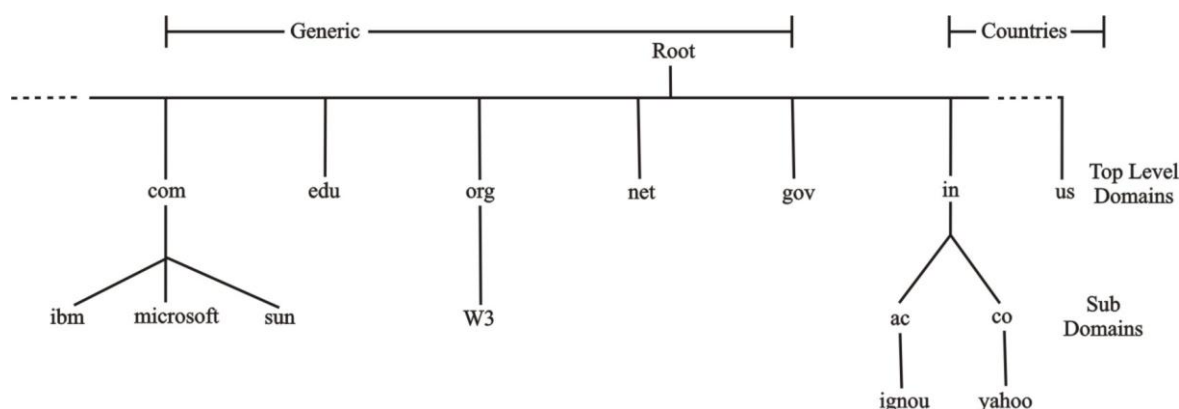 Generic
Countries
Root
com edu org net gov in us
Top Level
Domains
ibm microsoft sun W3 ac co
Sub
Domains
ignou yahoo